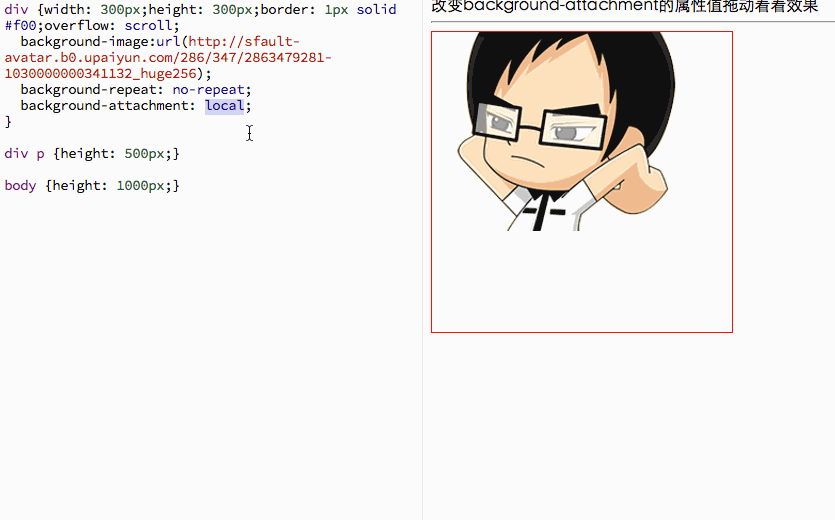 div {width: 300px;height: 300px;border: 1px solid
#f00;overflow: scroll;
background-image:url(http://sfault-
avatar.b0.upaiyun.com/286/347/2863479281-
1030000000341132_huge256);
background-repeat: no-repeat;
background-attachment: local;
}
div p {height: 500px;}
body {height: 1000px;}
改变background-attachment的属性值拖动看看效果